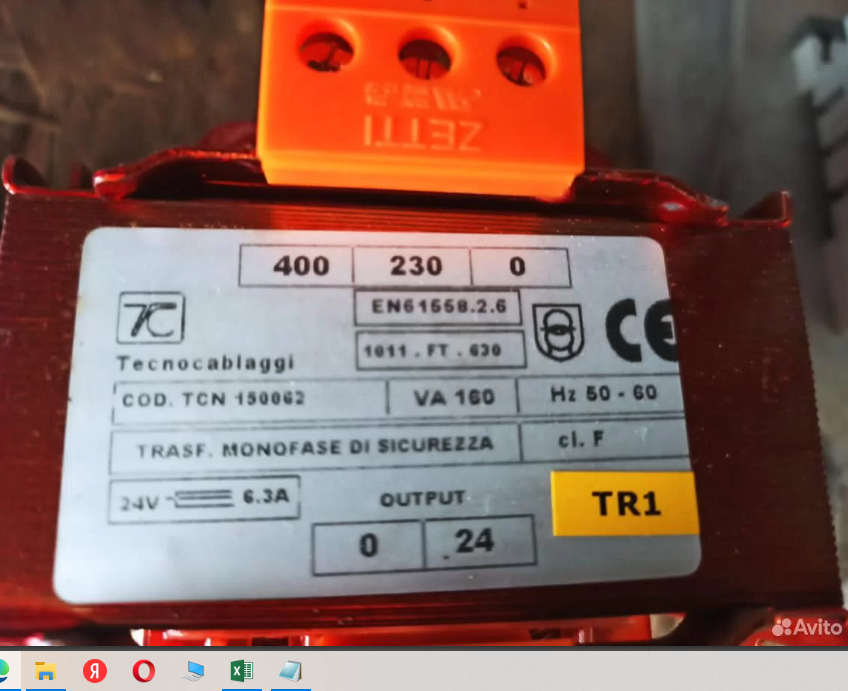 ZETTI
400 230 0
EN61558.2.6
1011.FT.630
TC
Tecnocablaggi
CE
COD. TCN 150062 VA 160 Hz 50 - 60
TRASF. MONOFASE DI SICUREZZA cl. F
24V 6.3A OUTPUT TR1
0 24
Avito
Я
X